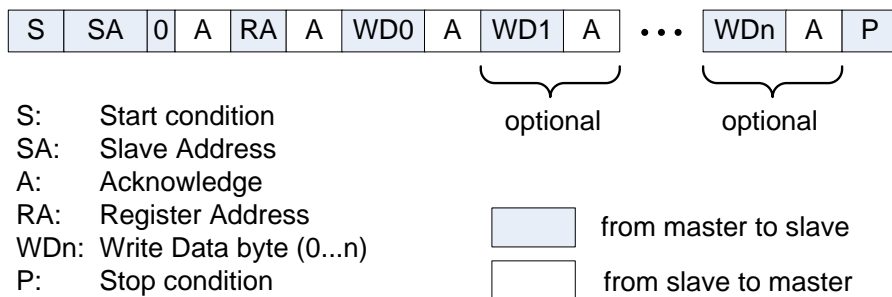 S SA 0 A RA A WD0 A WD1 A • • • WDn A P
optional optional
S: Start condition
SA: Slave Address
A: Acknowledge
RA: Register Address
WDn: Write Data byte (0...n)
P: Stop condition
from master to slave
from slave to master